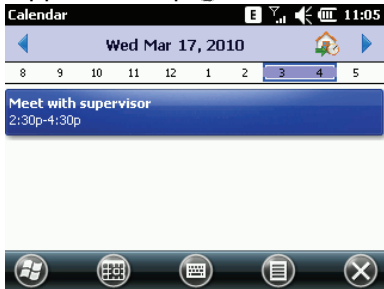 Calendar E 11:05
Wed Mar 17, 2010
8 9 10 11 12 1 2 3 4 5
Meet with supervisor
2:30p-4:30p